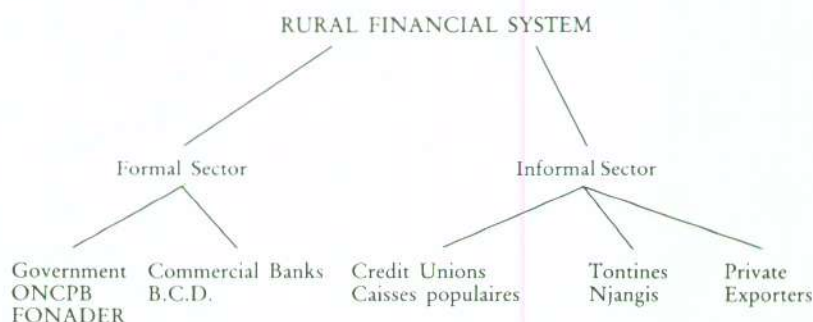 RURAL FINANCIAL SYSTEM
Formal Sector
Informal Sector
Government
ONCPB
FONADER
Commercial Banks
B.C.D.
Credit Unions
Caisses populaires
Tontines
Njangis
Private
Exporters